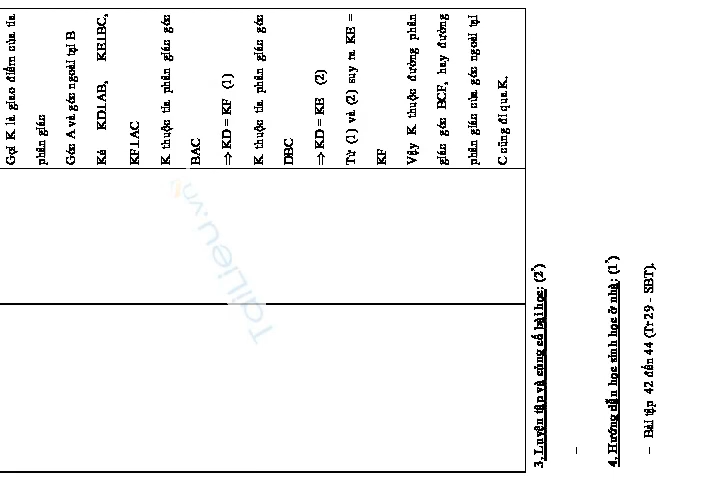 Gọi K là giao điểm của tia
phân giác
Góc A và góc ngoài tại B
Kẻ KD⊥AB, KE⊥BC,
KF⊥AC
K thuộc tia phân giác góc
BAC
⇒ KD = KF (1)
K thuộc tia phân giác góc
DBC
⇒ KD = KE (2)
Từ (1) và (2) suy ra KE =
KF
Vậy K thuộc đường phân
giác góc BCF, hay đường
phân giác của góc ngoài tại
C cũng đi qua K.
3. Luyện tập và củng cố bài học: (2')
–
4. Hướng dẫn học sinh học ở nhà: (1')
– Bài tập 42 đến 44 (Tr 29 - SBT).
TaiLieu.vn